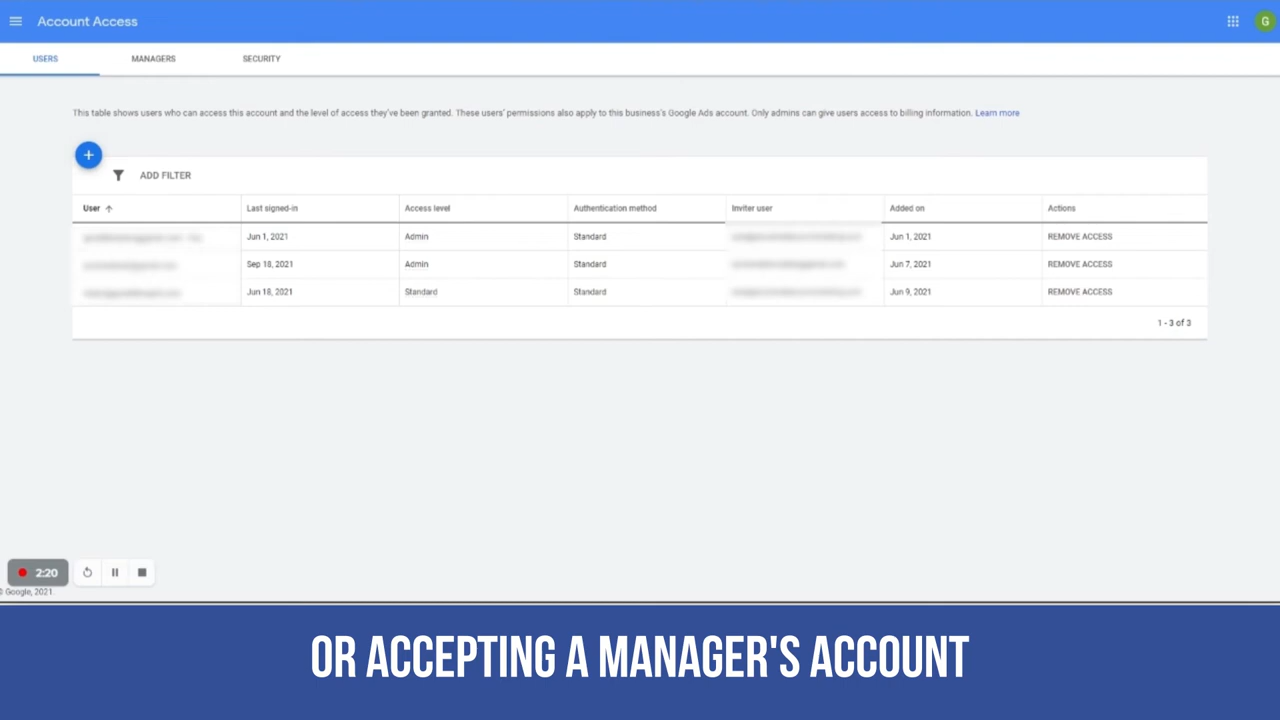 Account Access
G
USERS MANAGERS SECURITY
This table shows users who can access this account and the level of access they've been granted. These users' permissions also apply to this business's Google Ads account. Only admins can give users access to billing information. Learn more
+
ADD FILTER
User Last signed-in Access level Authentication method Inviter user Added on Actions
Jun 1, 2021 Admin Standard Jun 1, 2021 REMOVE ACCESS
Sep 18, 2021 Admin Standard Jun 7, 2021 REMOVE ACCESS
Jun 18, 2021 Standard Standard Jun 9, 2021 REMOVE ACCESS
1 - 3 of 3
2:20
© Google, 2021.
OR ACCEPTING A MANAGER'S ACCOUNT